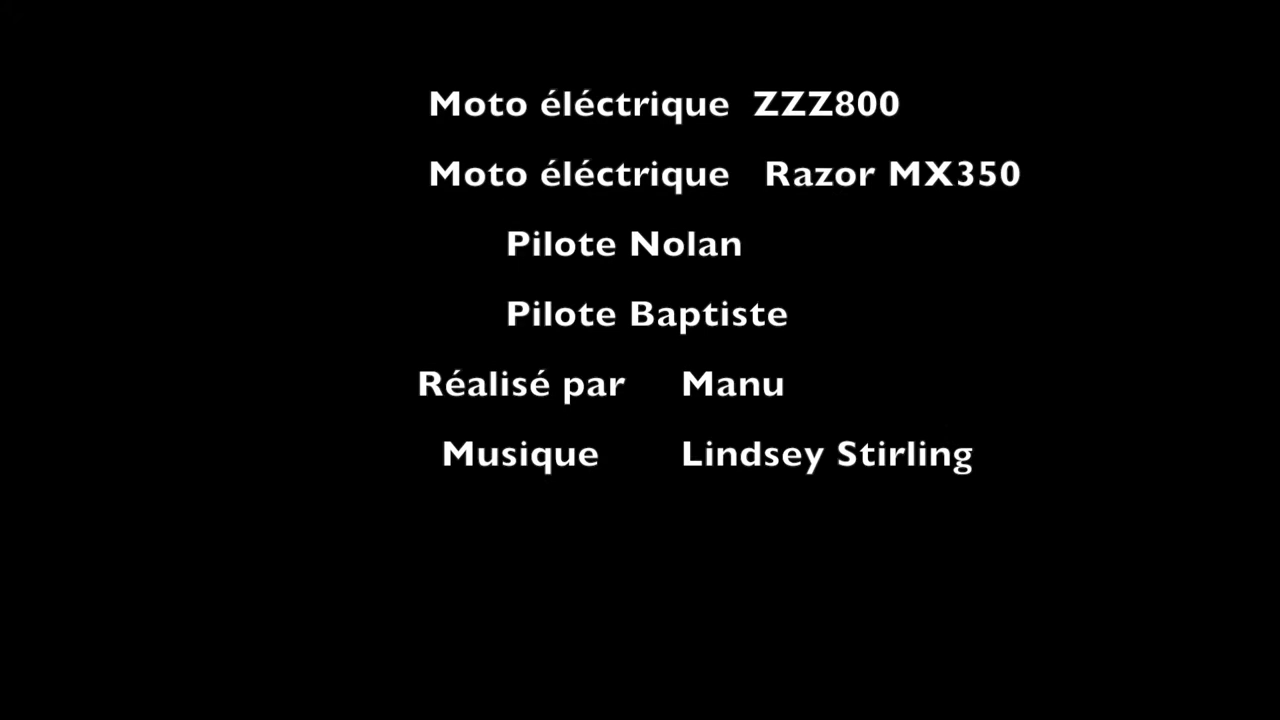 Moto éléctrique ZZZ800
Moto éléctrique Razor MX350
Pilote Nolan
Pilote Baptiste
Réalisé par Manu
Musique Lindsey Stirling